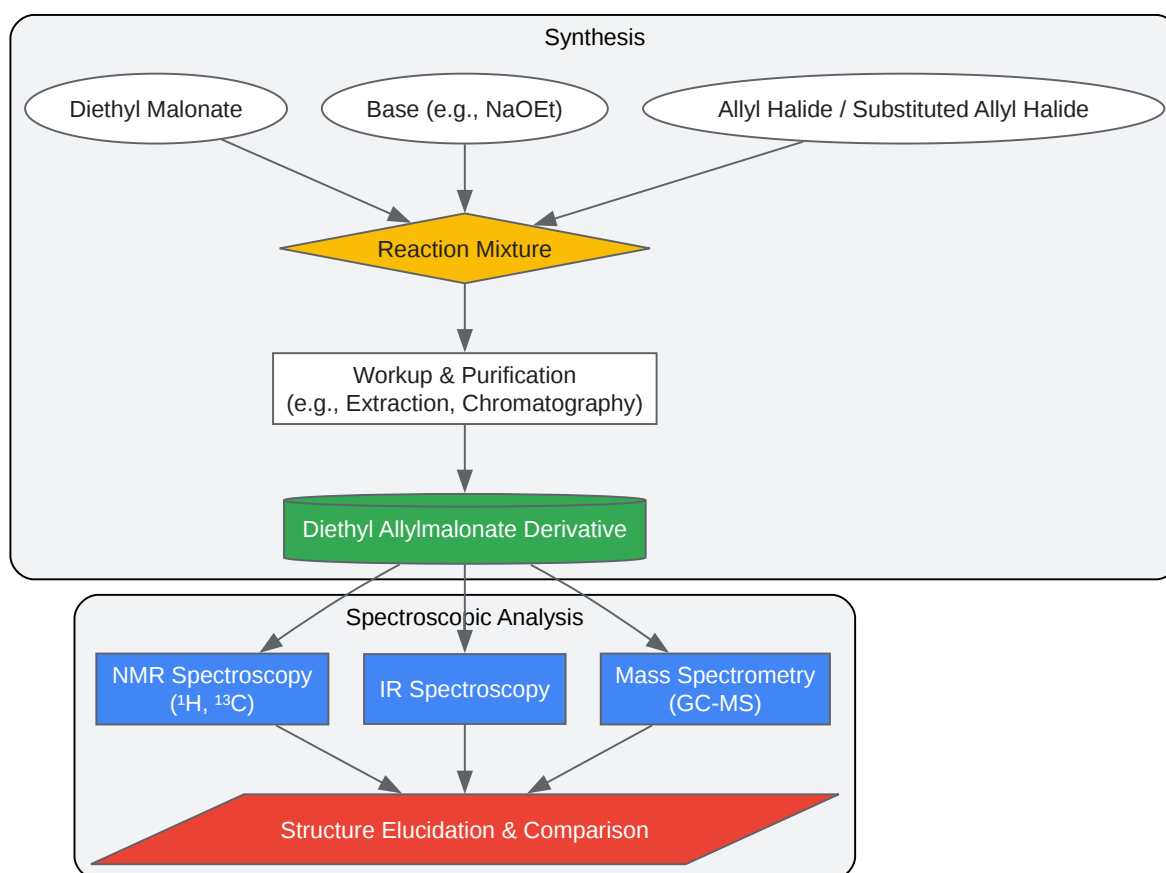 Synthesis
Diethyl Malonate
Base (e.g., NaOEt)
Allyl Halide / Substituted Allyl Halide
Reaction Mixture
Workup & Purification
(e.g., Extraction, Chromatography)
Diethyl Allylmalonate Derivative
Spectroscopic Analysis
NMR Spectroscopy
(¹H, ¹³C)
IR Spectroscopy
Mass Spectrometry
(GC-MS)
Structure Elucidation & Comparison